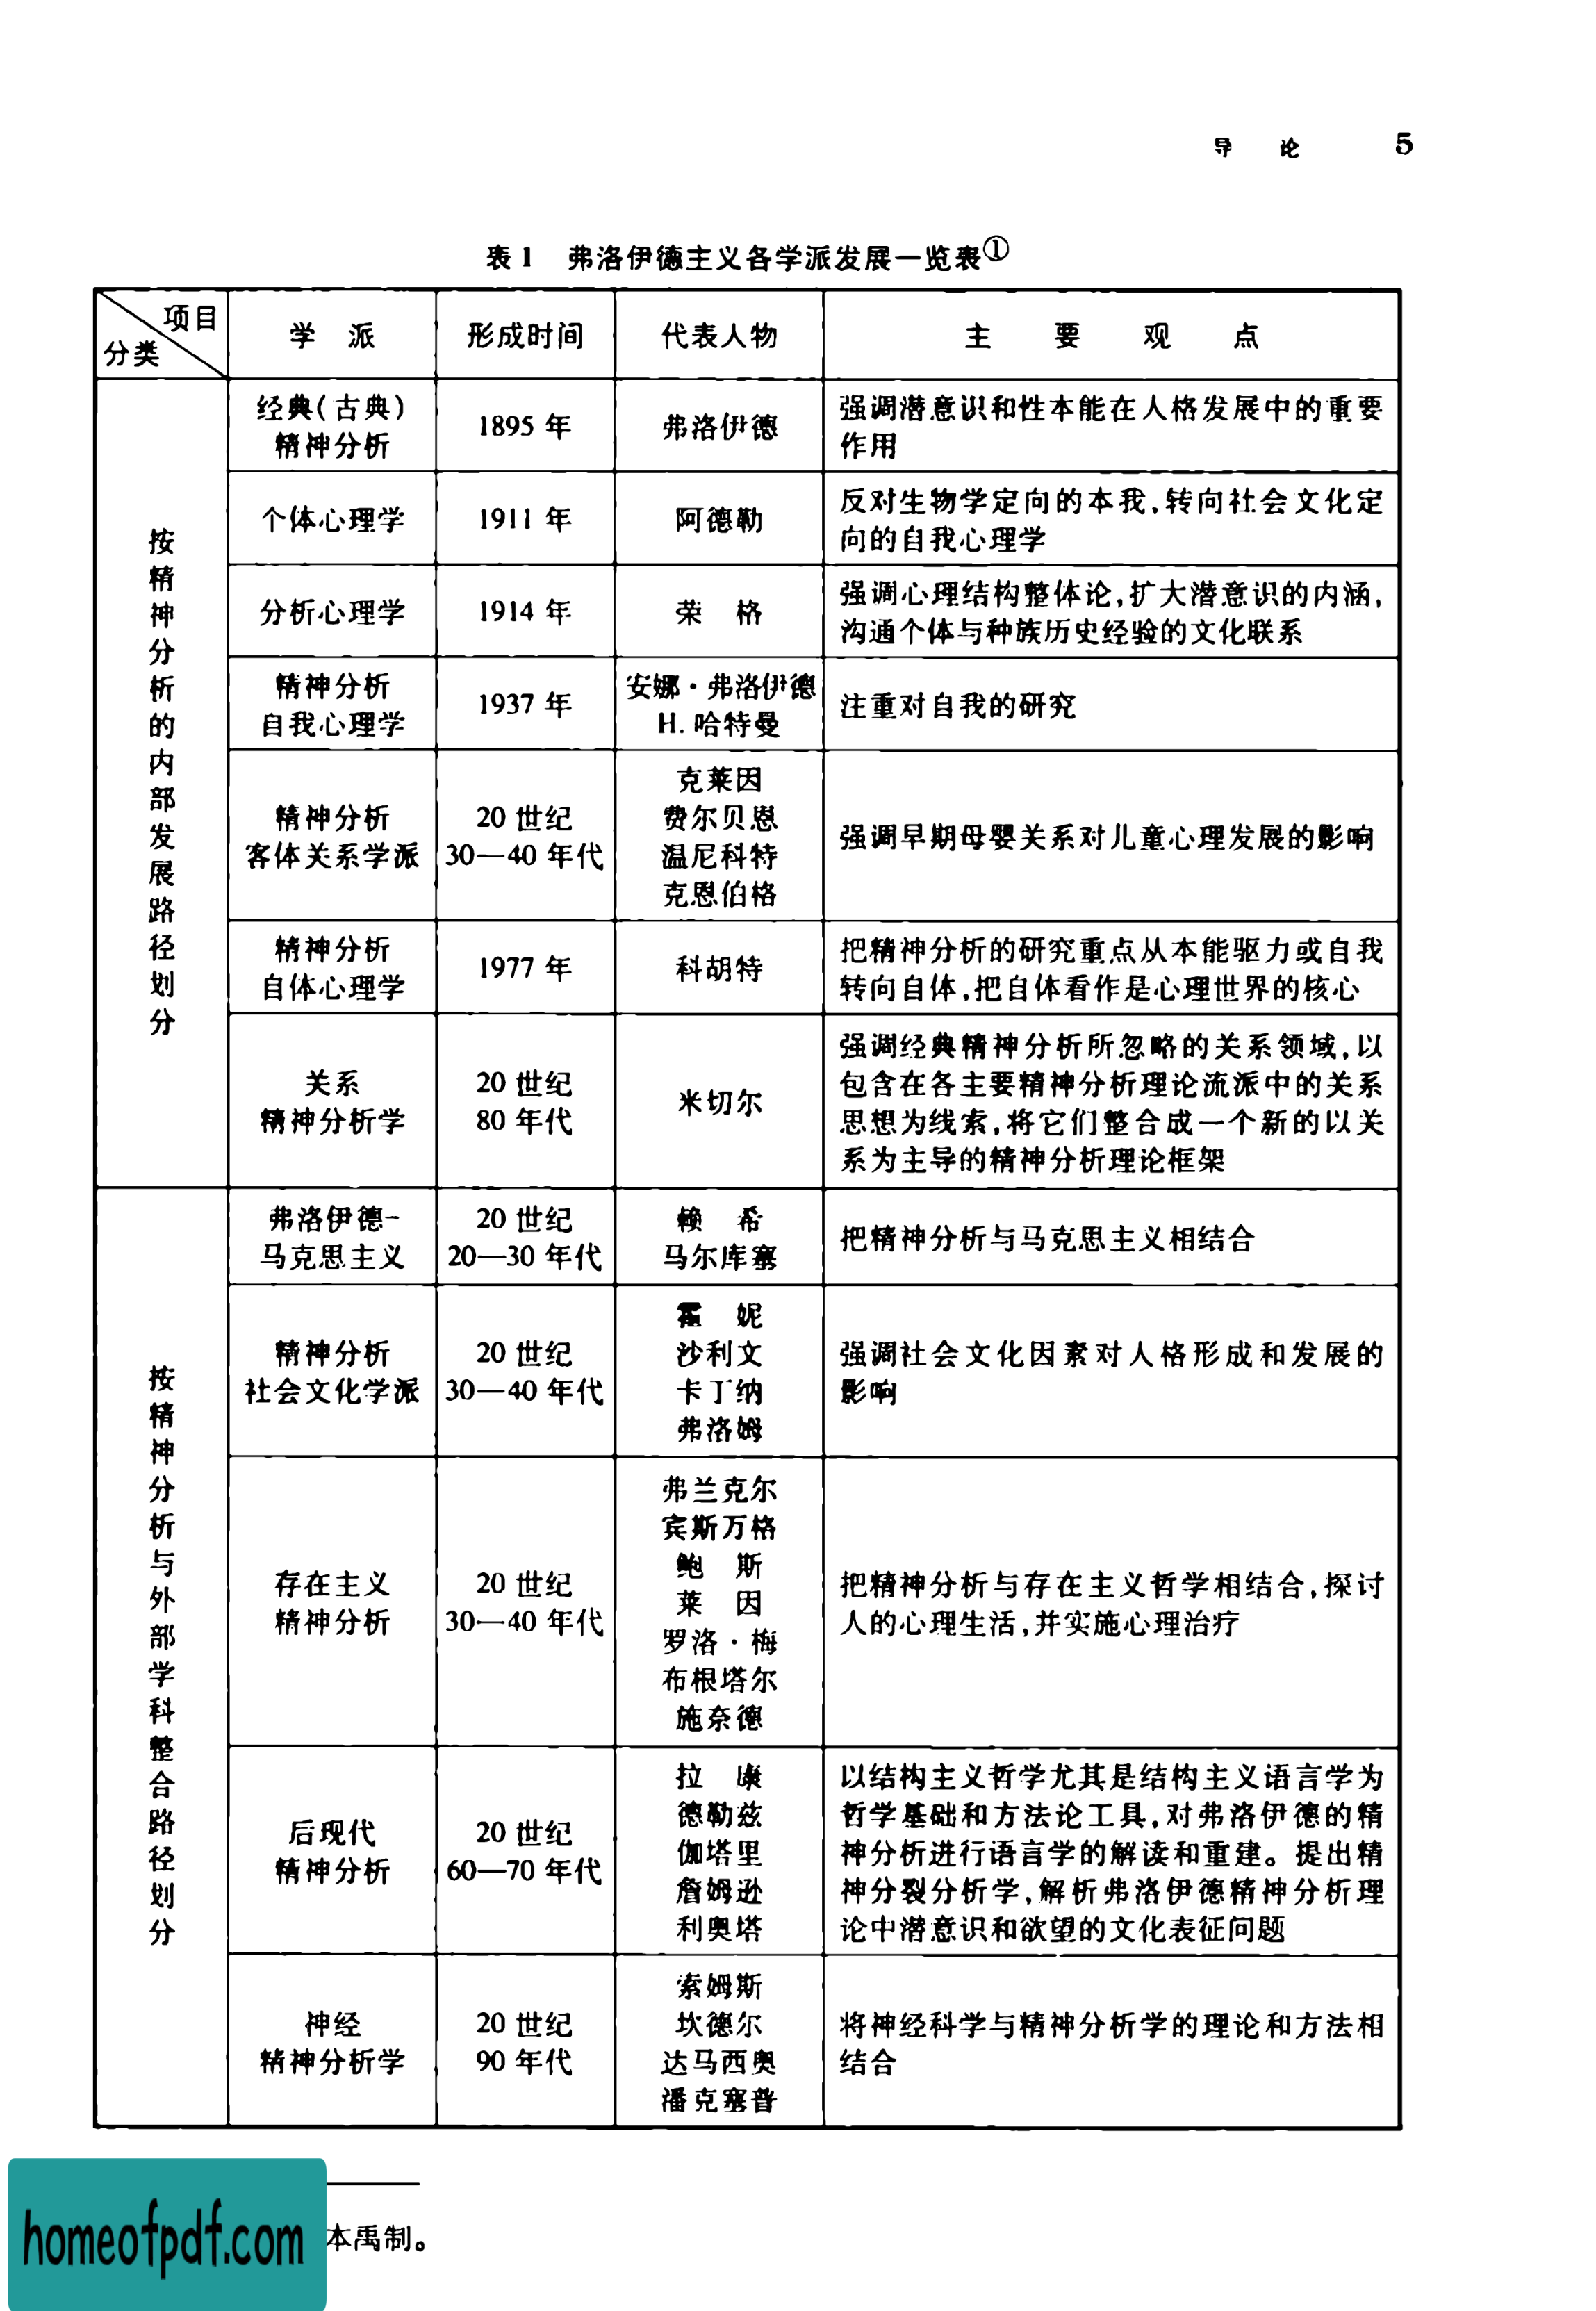 导 论 5
表 1 弗洛伊德主义各学派发展一览表①
项目
分类
学 派
形成时间
代表人物
主 要 观 点
按精神分析的内部发展路径划分
经典(古典)
精神分析
1895 年
弗洛伊德
强调潜意识和性本能在人格发展中的重要
作用
个体心理学
1911 年
阿德勒
反对生物学定向的本我,转向社会文化定
向的自我心理学
分析心理学
1914 年
荣 格
强调心理结构整体论,扩大潜意识的内涵,
沟通个体与种族历史经验的文化联系
精神分析
自我心理学
1937 年
安娜·弗洛伊德
H. 哈特曼
注重对自我的研究
精神分析
客体关系学派
20 世纪
30—40 年代
克莱因
费尔贝恩
温尼科特
克恩伯格
强调早期母婴关系对儿童心理发展的影响
精神分析
自体心理学
1977 年
科胡特
把精神分析的研究重点从本能驱力或自我
转向自体,把自体看作是心理世界的核心
关系
精神分析学
20 世纪
80 年代
米切尔
强调经典精神分析所忽略的关系领域,以
包含在各主要精神分析理论流派中的关系
思想为线索,将它们整合成一个新的以关
系为主导的精神分析理论框架
按精神分析与外部学科整合路径划分
弗洛伊德-
马克思主义
20 世纪
20—30 年代
赖 希
马尔库塞
把精神分析与马克思主义相结合
精神分析
社会文化学派
20 世纪
30—40 年代
霍 妮
沙利文
卡丁纳
弗洛姆
强调社会文化因素对人格形成和发展的
影响
存在主义
精神分析
20 世纪
30—40 年代
弗兰克尔
宾斯万格
鲍 斯
莱 因
罗洛·梅
布根塔尔
施奈德
把精神分析与存在主义哲学相结合,探讨
人的心理生活,并实施心理治疗
后现代
精神分析
20 世纪
60—70 年代
拉 康
德勒兹
伽塔里
詹姆逊
利奥塔
以结构主义哲学尤其是结构主义语言学为
哲学基础和方法论工具,对弗洛伊德的精
神分析进行语言学的解读和重建。提出精
神分裂分析学,解析弗洛伊德精神分析理
论中潜意识和欲望的文化表征问题
神经
精神分析学
20 世纪
90 年代
索姆斯
坎德尔
达马西奥
潘克塞普
将神经科学与精神分析学的理论和方法相
结合
本禹制。
homeofpdf.com